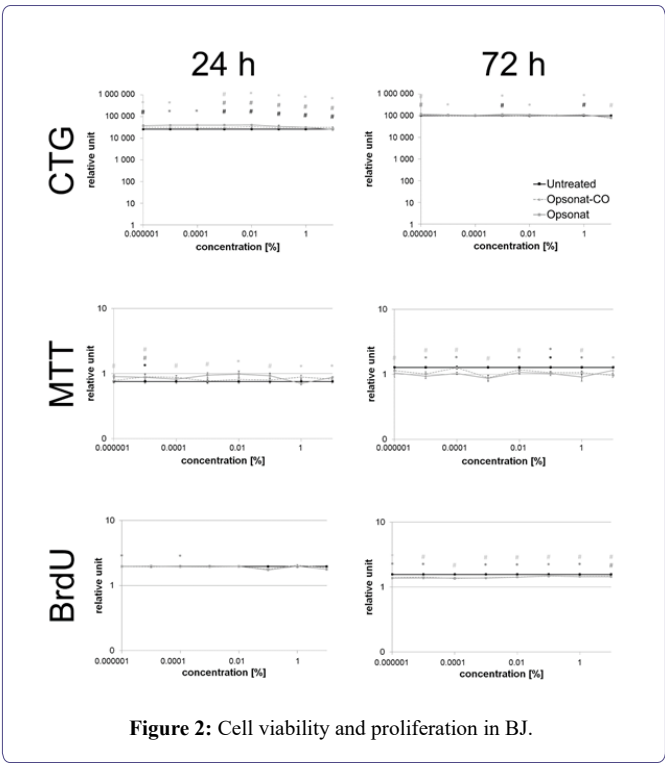 24 h
72 h
CTG
relative unit
1 000 000
100 000
10 000
1 000
100
10
1
0.000001
0.0001
0.01
1
concentration [%]
relative unit
1 000 000
100 000
10 000
1 000
100
10
1
Untreated
Opsonat-CO
Opsonat
0.000001
0.0001
0.01
1
concentration [%]
MTT
relative unit
10
1
0
0.000001
0.0001
0.01
1
concentration [%]
relative unit
10
1
0
0.000001
0.0001
0.01
1
concentration [%]
BrdU
relative unit
10
1
0
0.000001
0.0001
0.01
1
concentration [%]
relative unit
10
1
0
0.000001
0.0001
0.01
1
concentration [%]
Figure 2: Cell viability and proliferation in BJ.